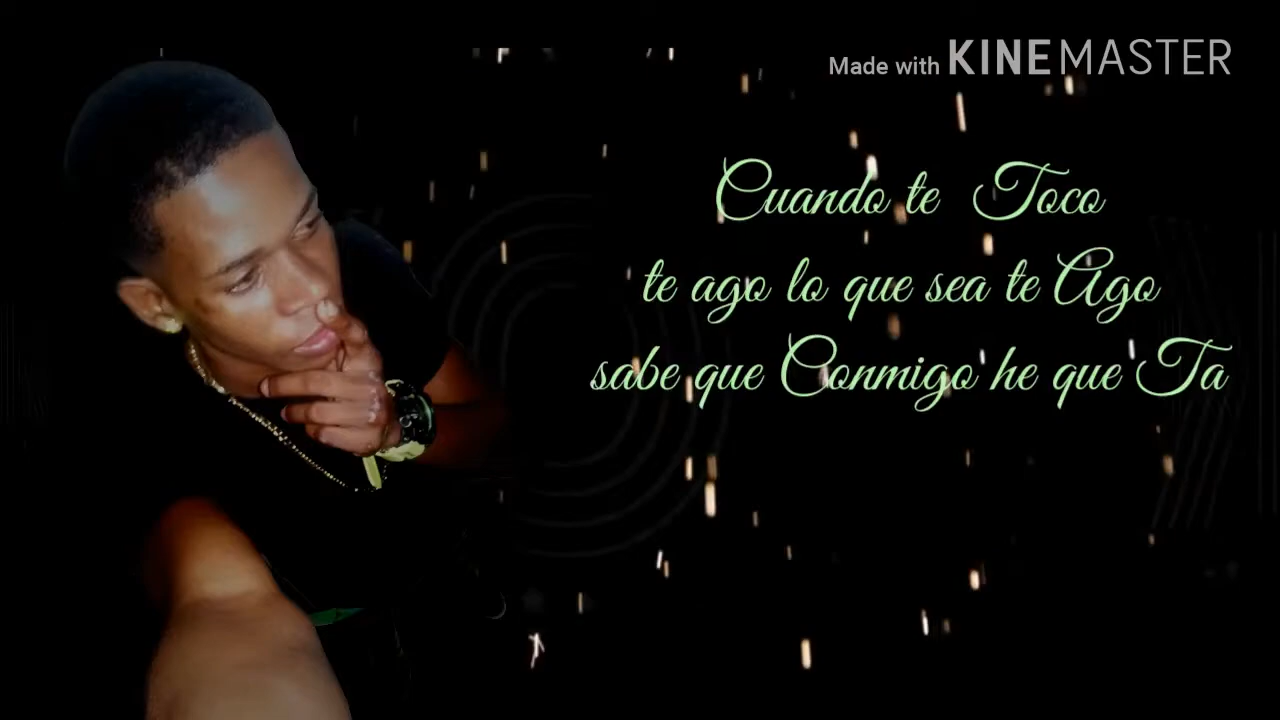 Made with KINEMASTER
Cuando te Toco
te ago lo que sea te Ago
sabe que Conmigo he que Ta